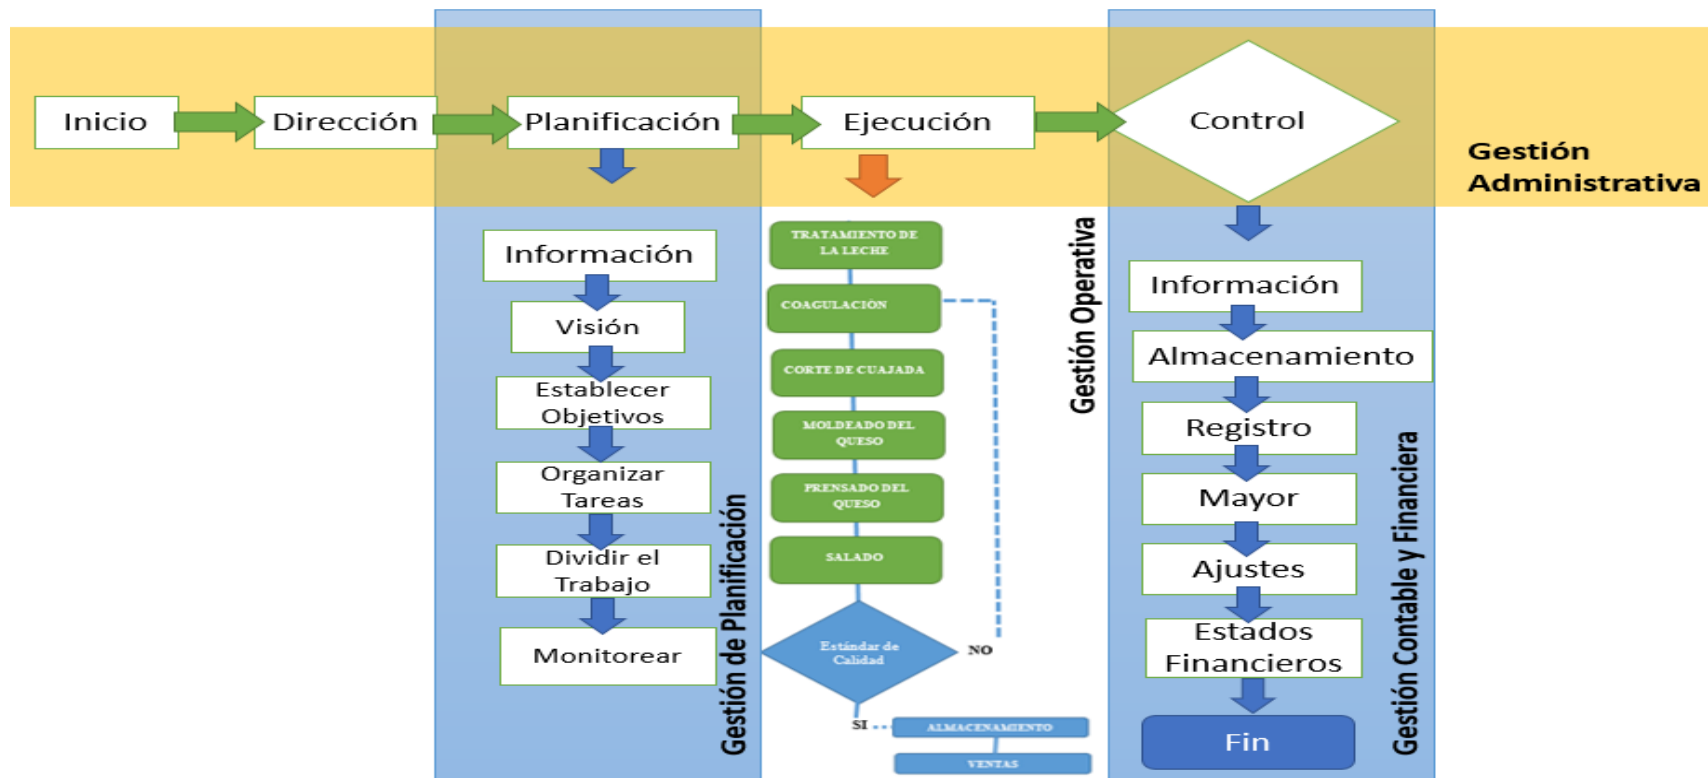 Inicio
Dirección
Planificación
Ejecución
Control
Gestión
Administrativa
Información
Visión
Establecer
Objetivos
Organizar
Tareas
Dividir el
Trabajo
Monitorear
Gestión de Planificación
TRATAMIENTO DE
LA LECHE
COAGULACIÓN
CORTE DE CUAJADA
MOLDEADO DEL
QUESO
PRENSADO DEL
QUESO
SALADO
Estándar de
Calidad
NO
SI
ALMACENAMIENTO
VENTAS
Gestión Operativa
Información
Almacenamiento
Registro
Mayor
Ajustes
Estados
Financieros
Fin
Gestión Contable y Financiera